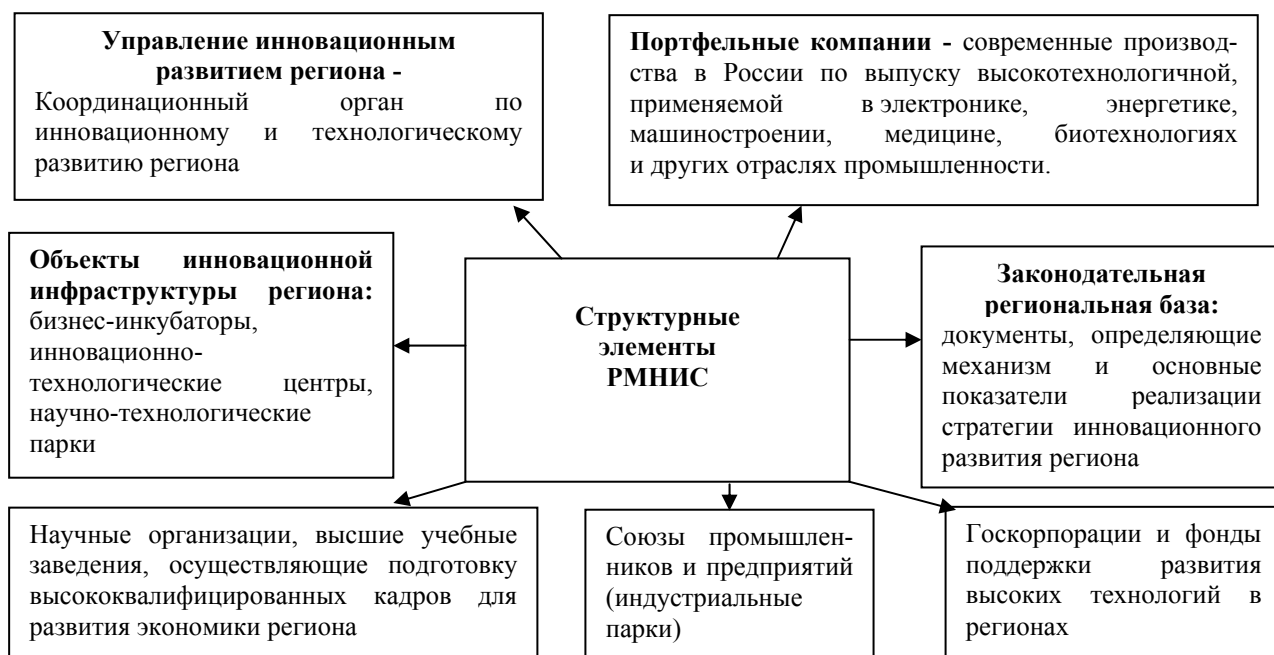 Управление инновационным
развитием региона -
Координационный орган по
инновационному и технологическому
развитию региона
Портфельные компании - современные производ-
ства в России по выпуску высокотехнологичной,
применяемой в электронике, энергетике,
машиностроении, медицине, биотехнологиях
и других отраслях промышленности.
Объекты инновационной
инфраструктуры региона:
бизнес-инкубаторы,
инновационно-
технологические центры,
научно-технологические
парки
Структурные
элементы
РМНИС
Законодательная
региональная база:
документы, определяющие
механизм и основные
показатели реализации
стратегии инновационного
развития региона
Научные организации, высшие учебные
заведения, осуществляющие подготовку
высококвалифицированных кадров для
развития экономики региона
Союзы промышлен-
ников и предприятий
(индустриальные
парки)
Госкорпорации и фонды
поддержки развития
высоких технологий в
регионах